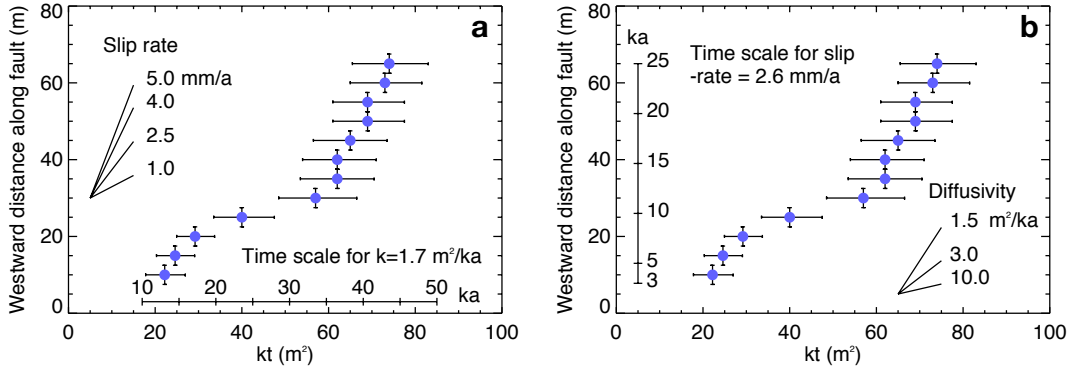 a
Westward distance along fault (m)
80
60
40
20
0
Slip rate
5.0 mm/a
4.0
2.5
1.0
Time scale for k=1.7 m²/ka
10 15 20 30 40 50 ka
0 20 40 60 80 100
kt (m²)
b
Westward distance along fault (m)
80
60
40
20
0
ka
25
20
15
10
5
3
Time scale for slip
-rate = 2.6 mm/a
Diffusivity
1.5 m²/ka
3.0
10.0
0 20 40 60 80 100
kt (m²)